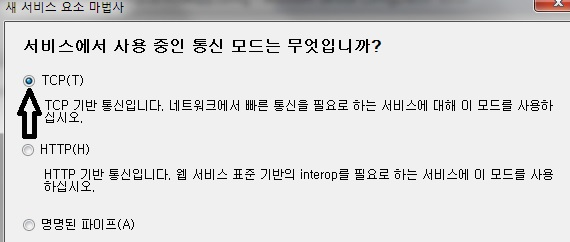 새 서비스 요소 마법사
서비스에서 사용 중인 통신 모드는 무엇입니까?
TCP(T)
TCP 기반 통신입니다. 네트워크에서 빠른 통신을 필요로 하는 서비스에 대해 이 모드를 사용하
십시오.
HTTP(H)
HTTP 기반 통신입니다. 웹 서비스 표준 기반의 interop를 필요로 하는 서비스에 이 모드를 사용
하십시오.
명명된 파이프(A)